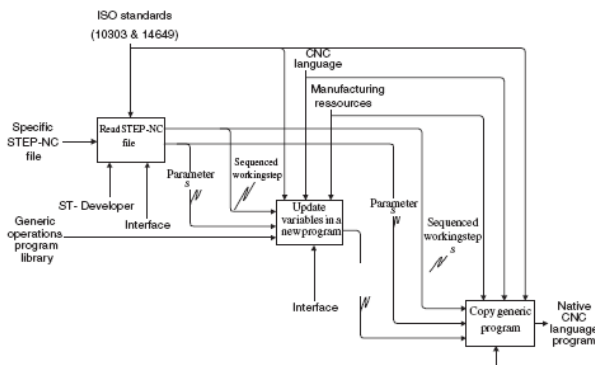 ISO standards
(10303 & 14649)
CNC
language
Manufacturing
ressources
Specific
STEP-NC
file
Read STEP-NC
file
Parameter
s
Sequenced
workingstep
ST- Developer
Interface
Generic
operations
program
library
Update
variables in a
new program
Parameter
s
Sequenced
workingstep
s
Interface
Copy generic
program
Native
CNC
language
program